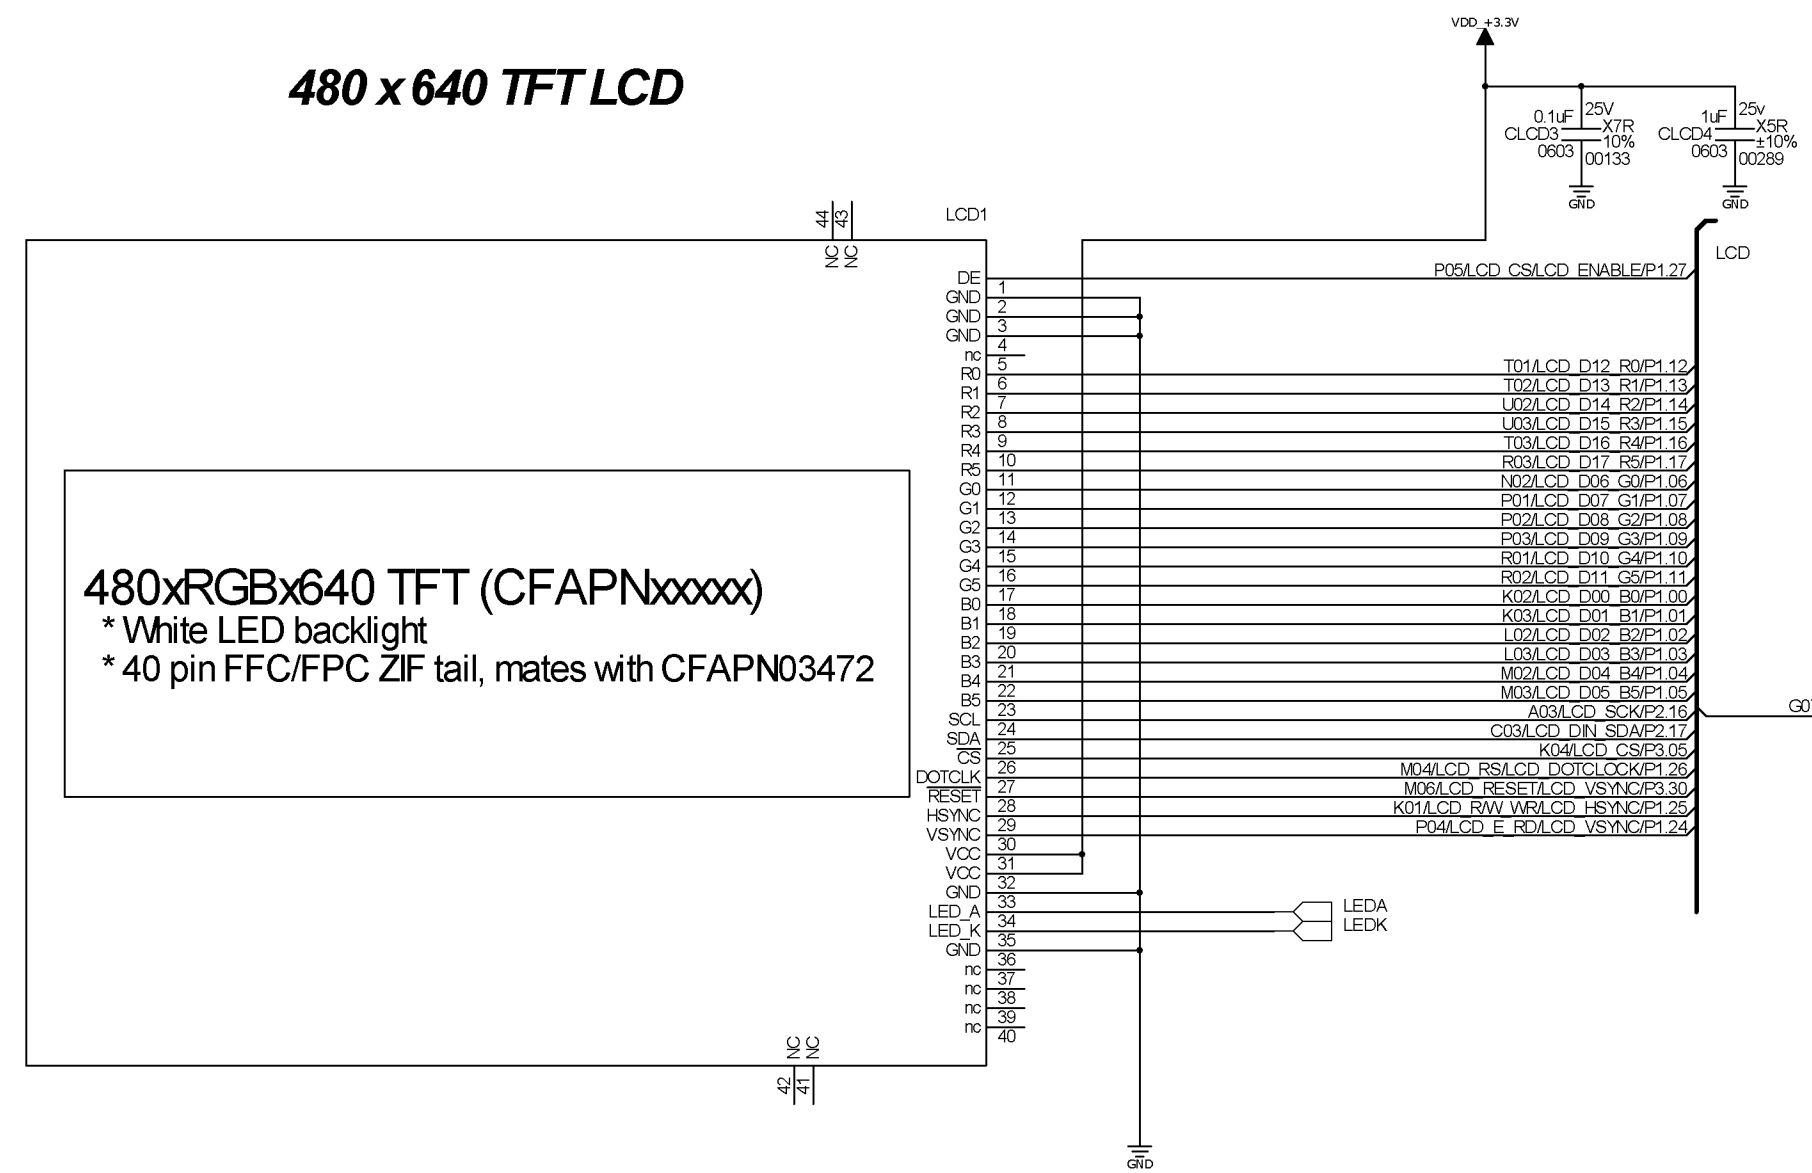 VDD_+3.3V
480 x 640 TFT LCD
0.1uF 25V
CLCD3 X7R
10%
0603 00133
GND
1uF 25v
CLCD4 X5R
±10%
0603 00289
GND
44 43
NC NC
LCD1
LCD
DE 1 P05/LCD_CS/LCD_ENABLE/P1.27
GND 2
GND 3
GND 4
nc 5
R0 6 T01/LCD_D12_R0/P1.12
R1 7 T02/LCD_D13_R1/P1.13
R2 8 U02/LCD_D14_R2/P1.14
R3 9 U03/LCD_D15_R3/P1.15
R4 10 T03/LCD_D16_R4/P1.16
R5 11 R03/LCD_D17_R5/P1.17
G0 12 N02/LCD_D06_G0/P1.06
G1 13 P01/LCD_D07_G1/P1.07
G2 14 P02/LCD_D08_G2/P1.08
G3 15 P03/LCD_D09_G3/P1.09
G4 16 R01/LCD_D10_G4/P1.10
G5 17 R02/LCD_D11_G5/P1.11
B0 18 K02/LCD_D00_B0/P1.00
B1 19 K03/LCD_D01_B1/P1.01
B2 20 L02/LCD_D02_B2/P1.02
B3 21 L03/LCD_D03_B3/P1.03
B4 22 M02/LCD_D04_B4/P1.04
B5 23 M03/LCD_D05_B5/P1.05
SCL 24 A03/LCD_SCK/P2.16
SDA 25 C03/LCD_DIN_SDA/P2.17
CS 26 K04/LCD_CS/P3.05
DOTCLK 27 M04/LCD_RS/LCD_DOTCLOCK/P1.26
RESET 28 M06/LCD_RESET/LCD_VSYNC/P3.30
HSYNC 29 K01/LCD_R/W_WR/LCD_HSYNC/P1.25
VSYNC 30 P04/LCD_E_RD/LCD_VSYNC/P1.24
VCC 31
VCC 32
GND 33
LED_A 34 LEDA
LED_K 35 LEDK
GND 36
nc 37
nc 38
nc 39
nc 40
480xRGBx640 TFT (CFAPNxxxxx)
* White LED backlight
* 40 pin FFC/FPC ZIF tail, mates with CFAPN03472
NC NC
42 41
GND